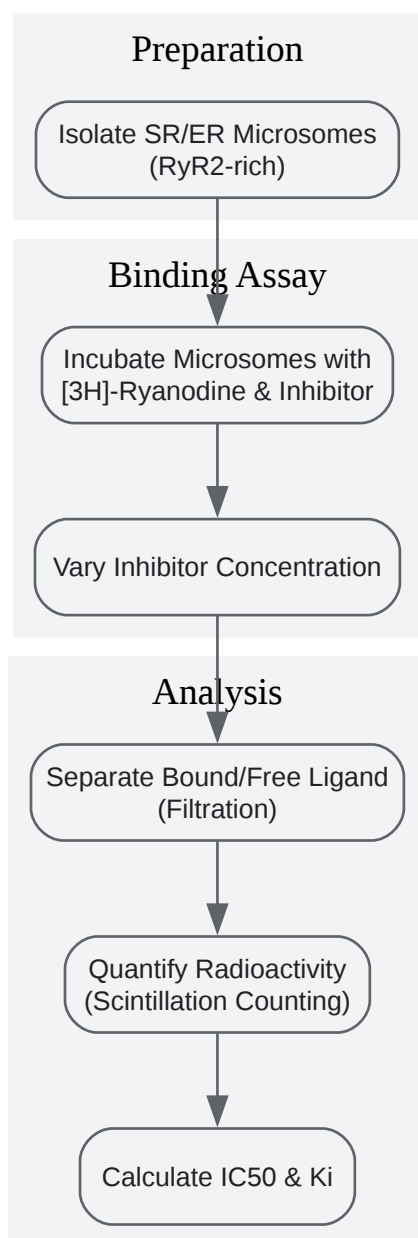 Preparation
Isolate SR/ER Microsomes
(RyR2-rich)
Binding Assay
Incubate Microsomes with
[3H]-Ryanodine & Inhibitor
Vary Inhibitor Concentration
Analysis
Separate Bound/Free Ligand
(Filtration)
Quantify Radioactivity
(Scintillation Counting)
Calculate IC50 & Ki